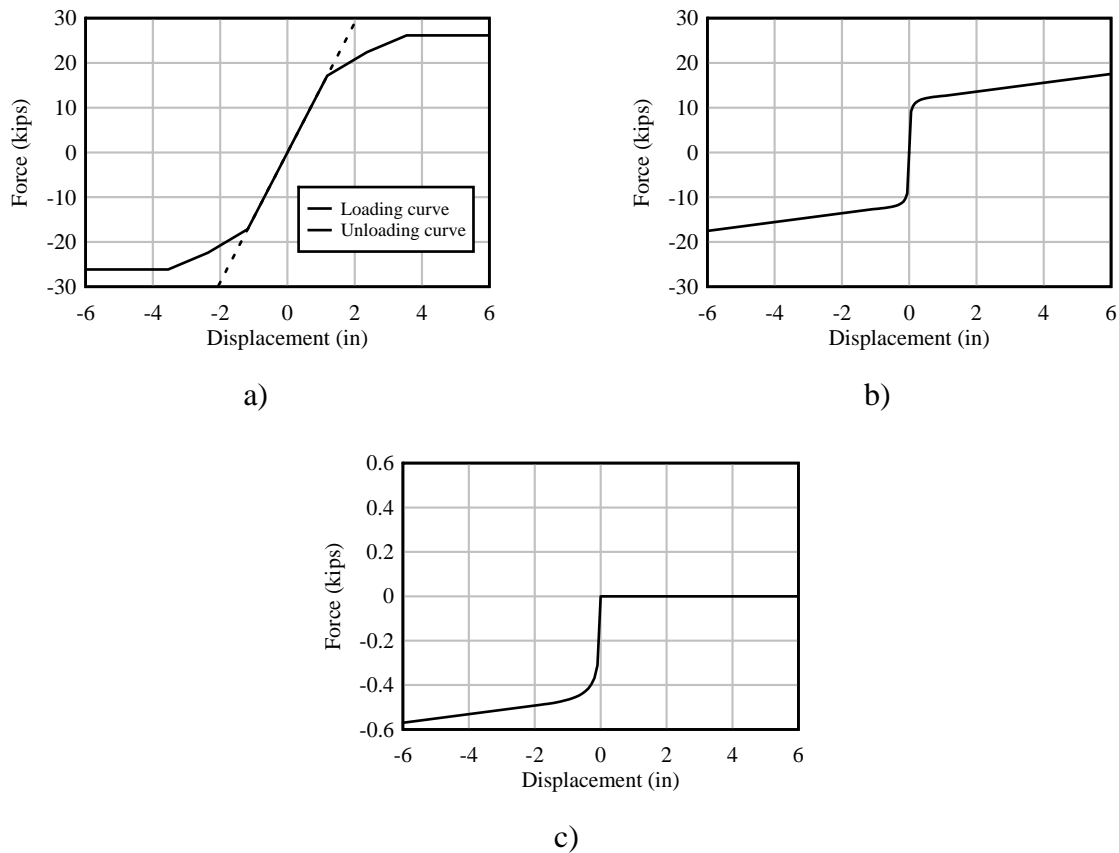 30
20
10
0
-10
-20
-30
Force (kips)
Loading curve
Unloading curve
-6 -4 -2 0 2 4 6
Displacement (in)
a)
30
20
10
0
-10
-20
-30
Force (kips)
-6 -4 -2 0 2 4 6
Displacement (in)
b)
0.6
0.4
0.2
0
-0.2
-0.4
-0.6
Force (kips)
-6 -4 -2 0 2 4 6
Displacement (in)
c)